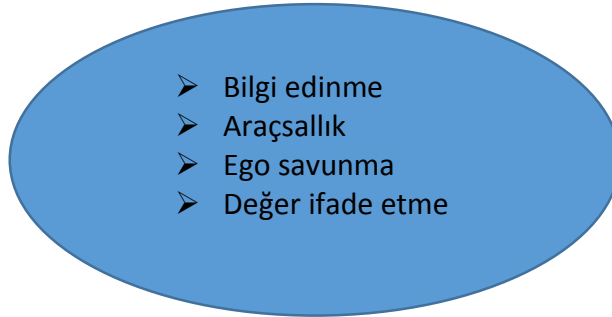 ➢ Bilgi edinme
➢ Araçsallık
➢ Ego savunma
➢ Değer ifade etme